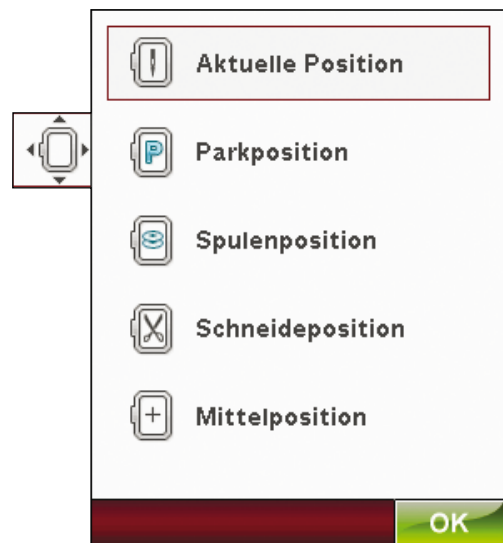 Aktuelle Position
P
Parkposition
Spulenposition
Schneideposition
Mittelposition
OK